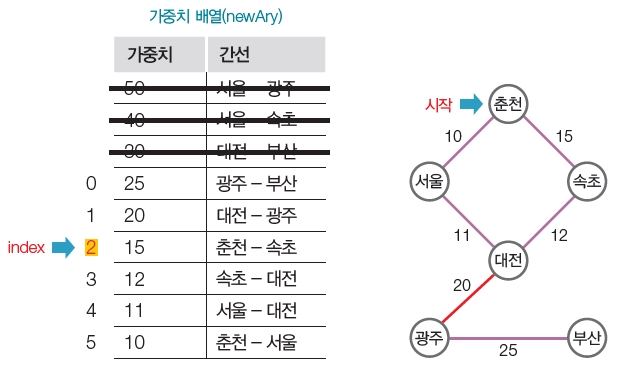 가중치 배열(newAry)
가중치 간선
50 서울 – 광주
40 서울 – 속초
30 대전 – 부산
0 25 광주 – 부산
1 20 대전 – 광주
index 2 15 춘천 – 속초
3 12 속초 – 대전
4 11 서울 – 대전
5 10 춘천 – 서울
시작 춘천
10 15
서울 속초
11 12
대전
20
광주 부산
25